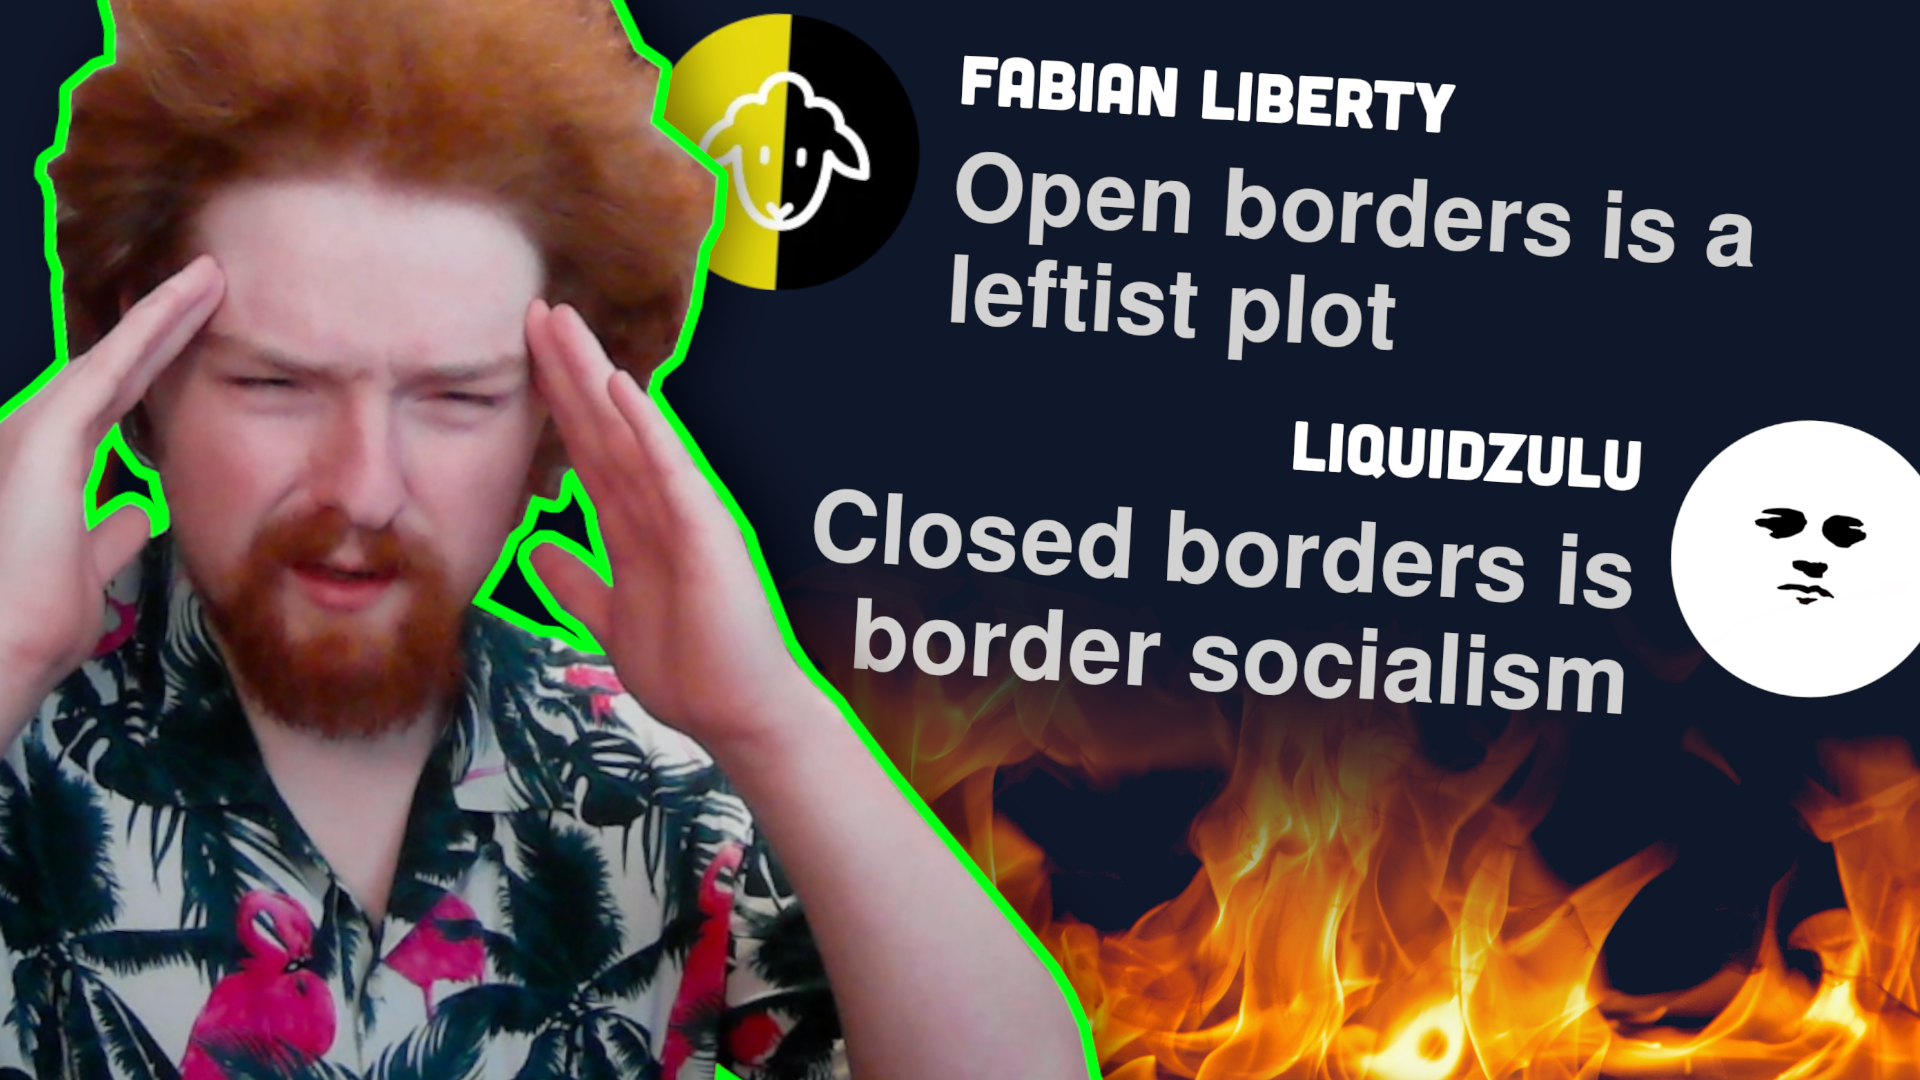 FABIAN LIBERTY
Open borders is a
leftist plot
LIQUIDZULU
Closed borders is
border socialism